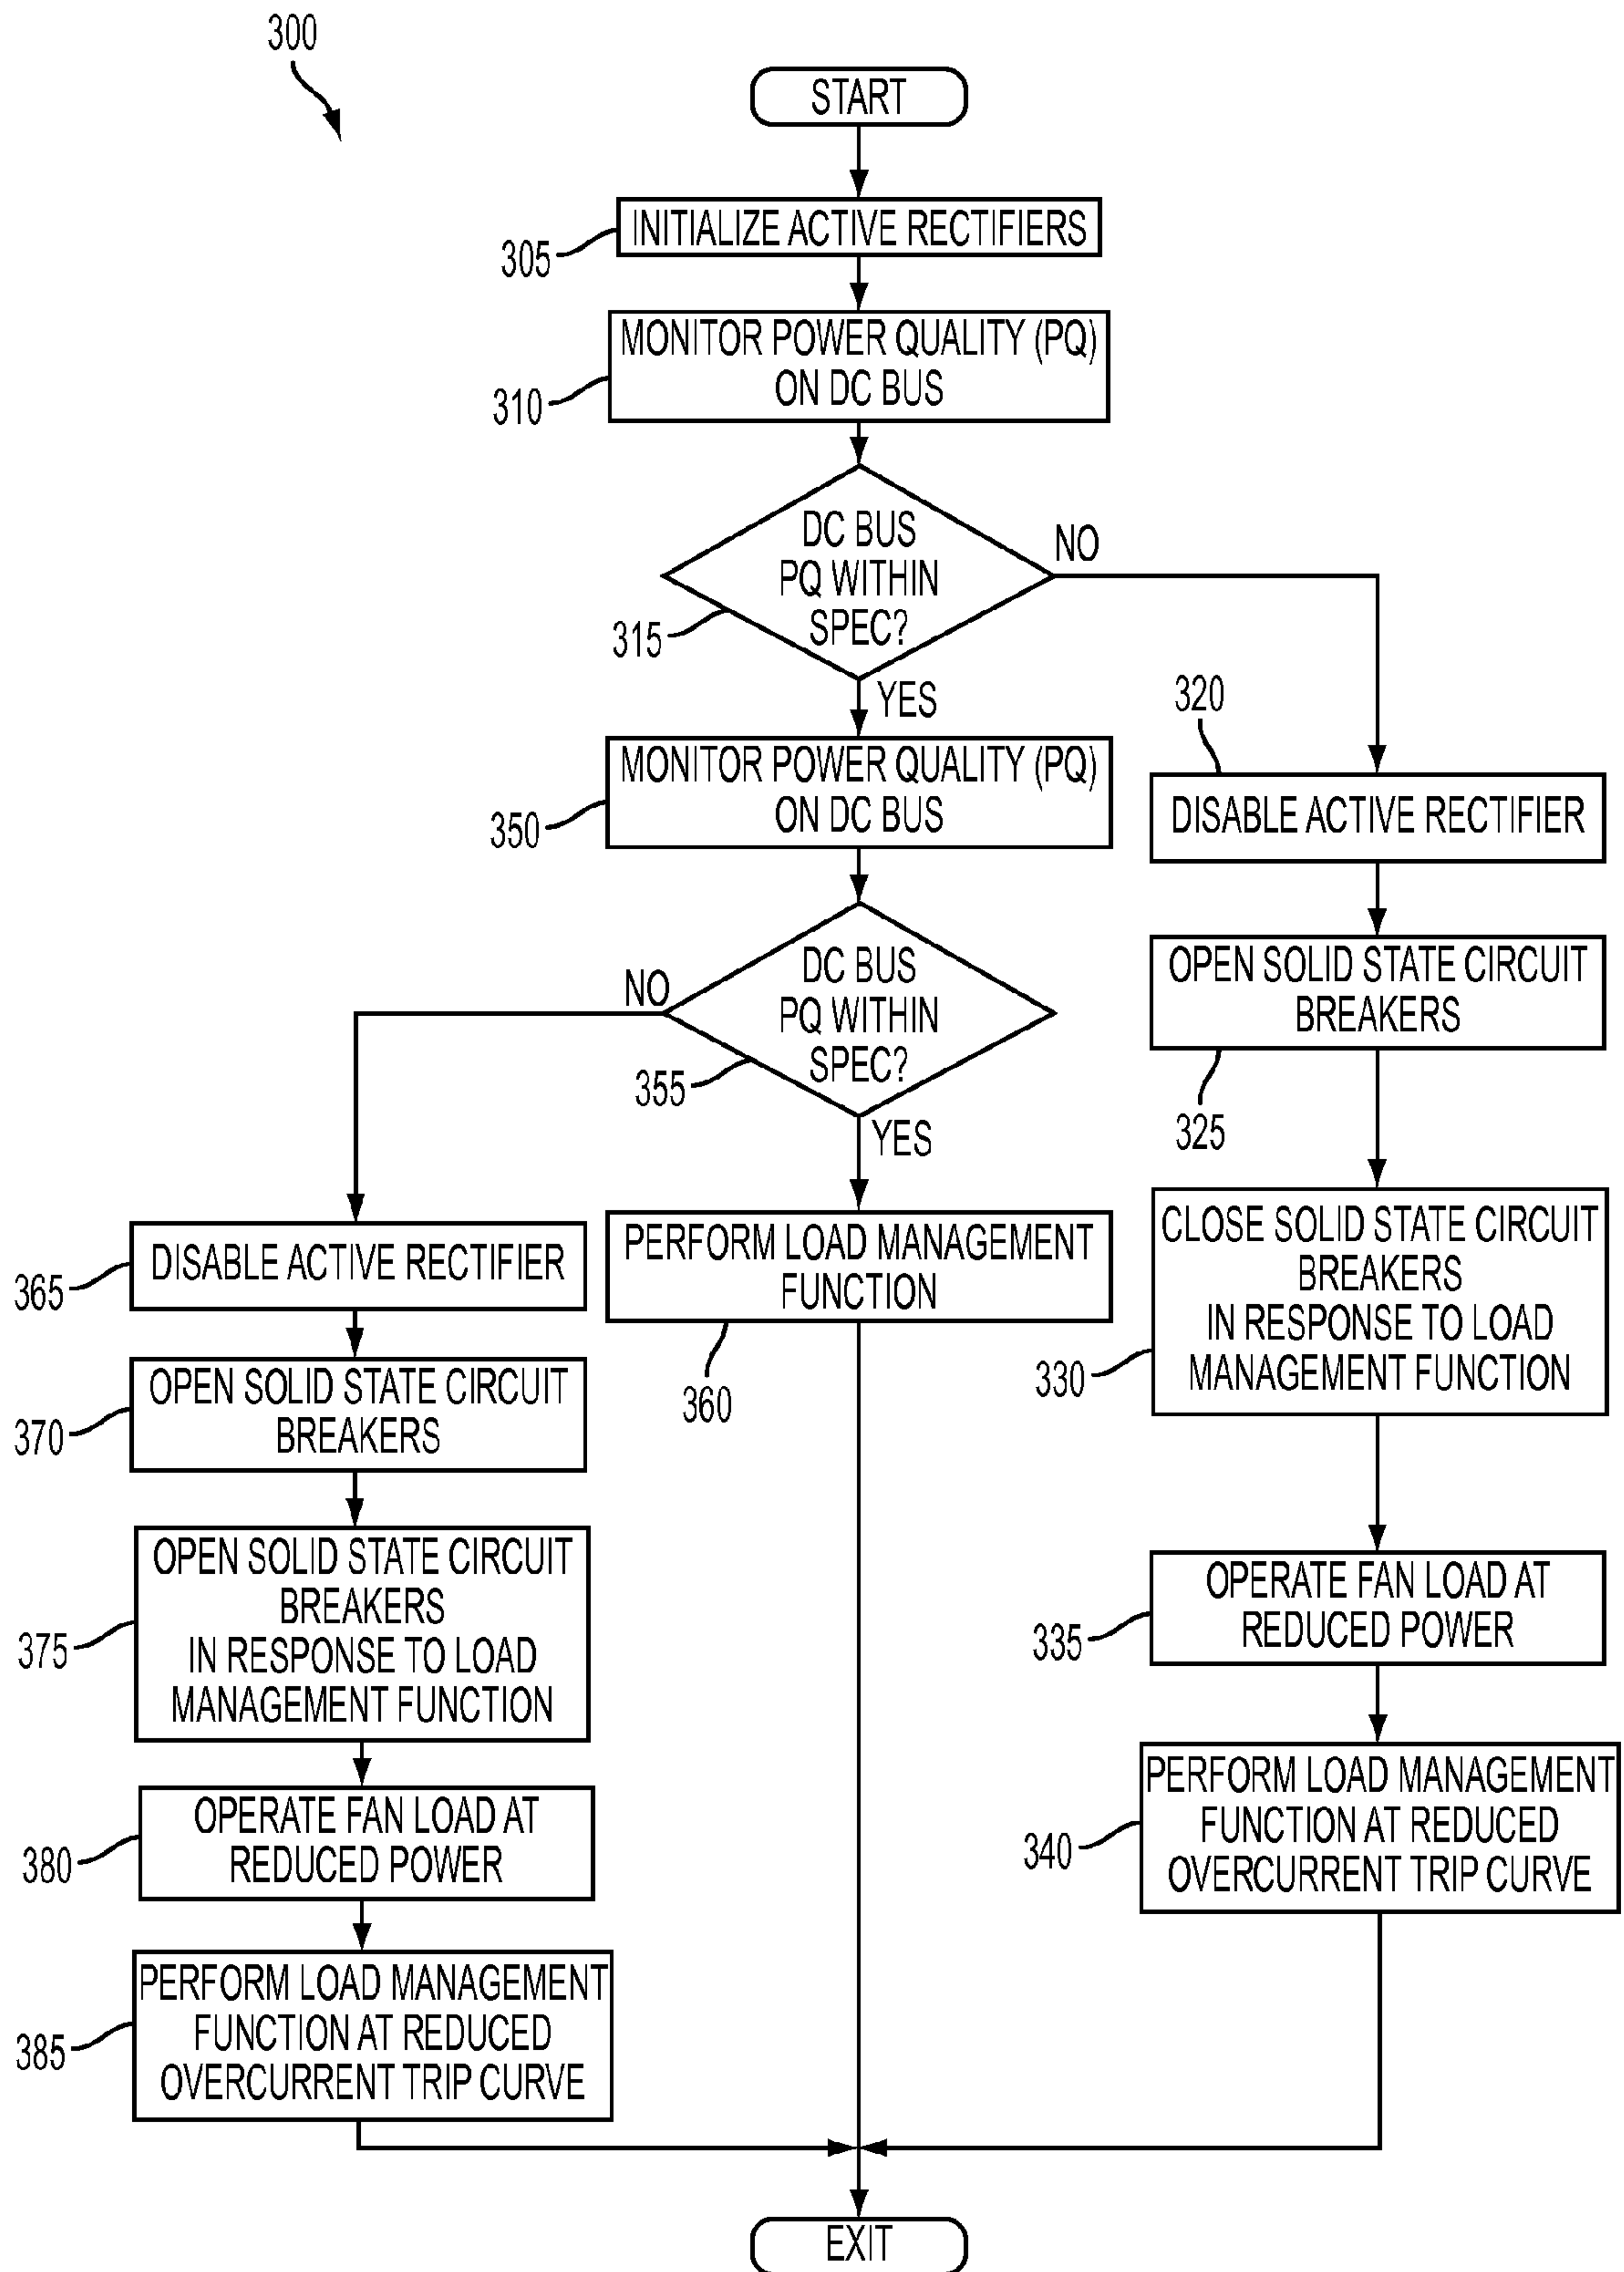 300
START
INITIALIZE ACTIVE RECTIFIERS
305
MONITOR POWER QUALITY (PQ)
ON DC BUS
310
DC BUS
PQ WITHIN
SPEC?
315
NO
YES
MONITOR POWER QUALITY (PQ)
ON DC BUS
350
320
DISABLE ACTIVE RECTIFIER
OPEN SOLID STATE CIRCUIT
BREAKERS
325
CLOSE SOLID STATE CIRCUIT
BREAKERS
IN RESPONSE TO LOAD
MANAGEMENT FUNCTION
330
OPERATE FAN LOAD AT
REDUCED POWER
335
PERFORM LOAD MANAGEMENT
FUNCTION AT REDUCED
OVERCURRENT TRIP CURVE
340
DC BUS
PQ WITHIN
SPEC?
355
NO
YES
PERFORM LOAD MANAGEMENT
FUNCTION
360
DISABLE ACTIVE RECTIFIER
365
OPEN SOLID STATE CIRCUIT
BREAKERS
370
OPEN SOLID STATE CIRCUIT
BREAKERS
IN RESPONSE TO LOAD
MANAGEMENT FUNCTION
375
OPERATE FAN LOAD AT
REDUCED POWER
380
PERFORM LOAD MANAGEMENT
FUNCTION AT REDUCED
OVERCURRENT TRIP CURVE
385
EXIT